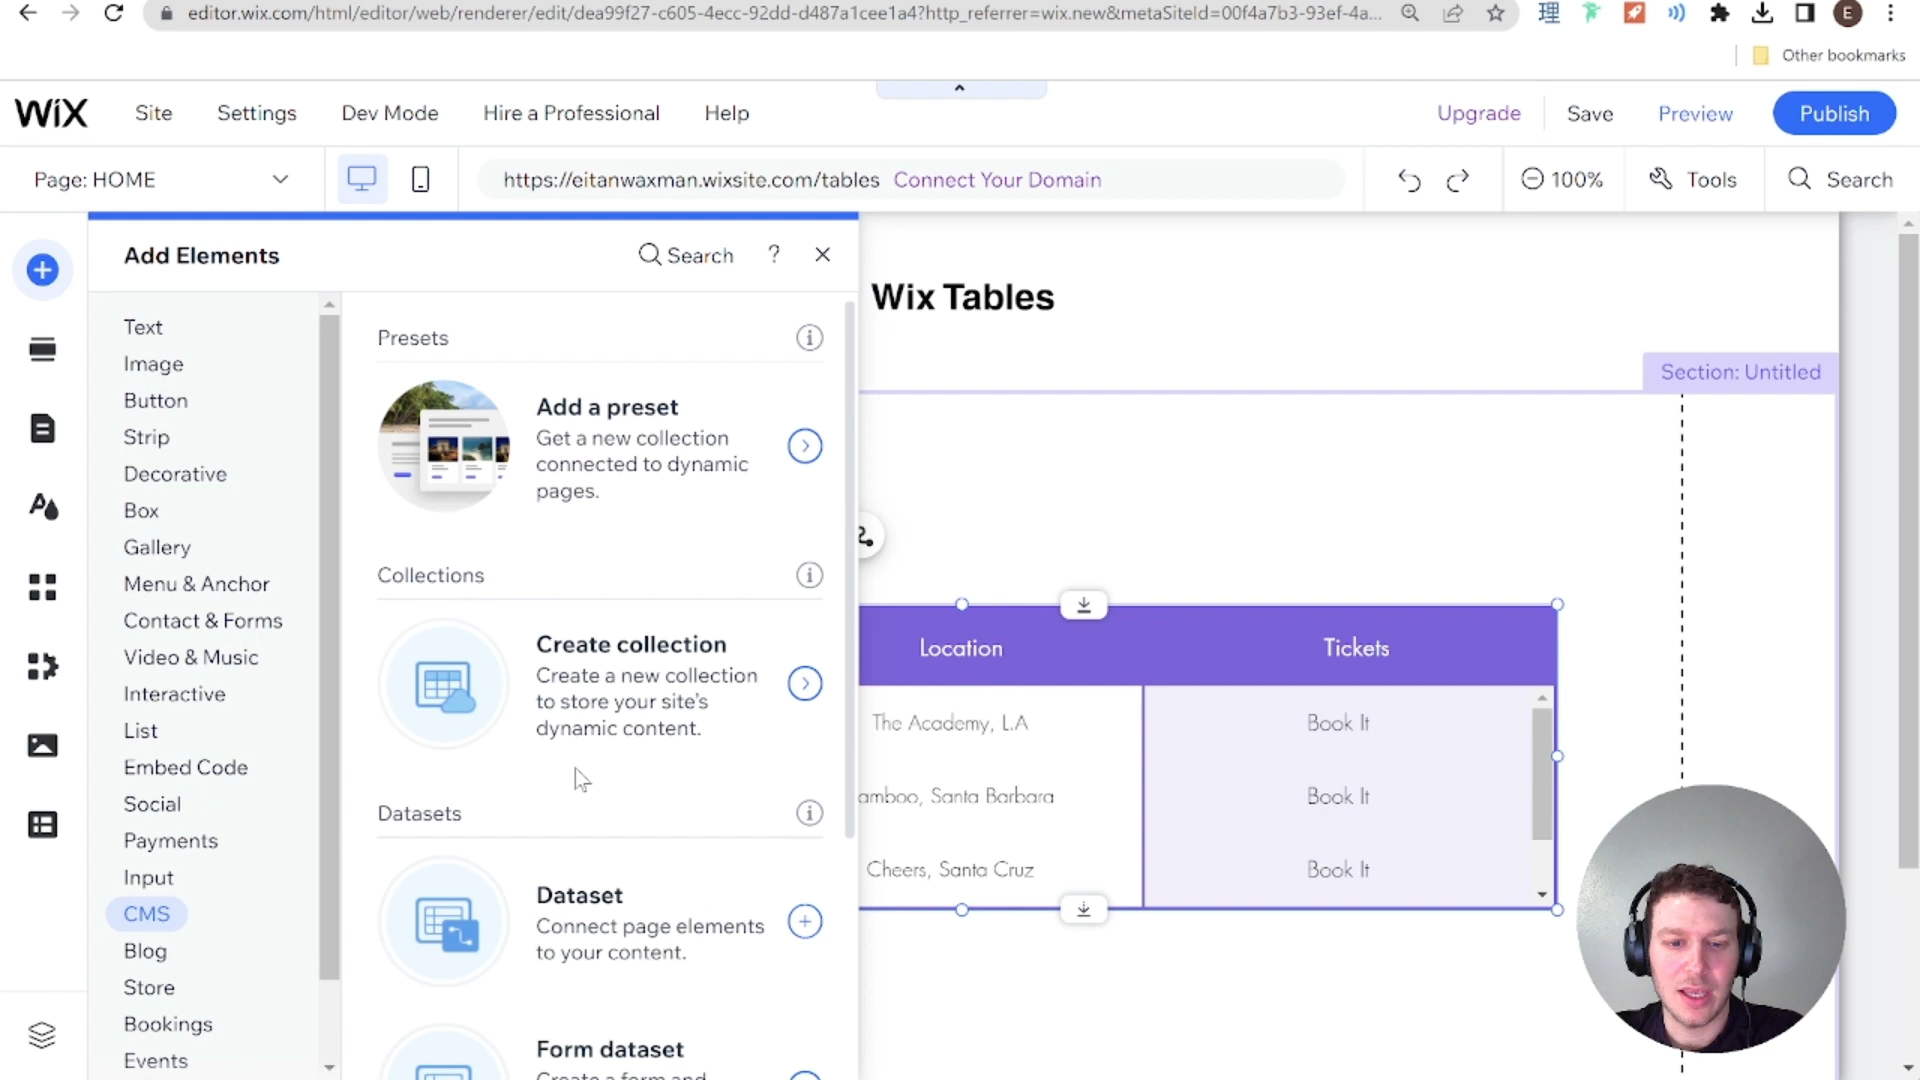 editor.wix.com/html/editor/web/renderer/edit/dea99f27-c605-4ecc-92dd-d487a1cee1a4?http_referrer=wix.new&metaSiteId=00f4a7b3-93ef-4a...
理
E
Other bookmarks
WiX
Site
Settings
Dev Mode
Hire a Professional
Help
Upgrade
Save
Preview
Publish
Page: HOME
https://eitanwaxman.wixsite.com/tables Connect Your Domain
100%
Tools
Search
Add Elements
Search
?
Text
Image
Button
Strip
Decorative
Box
Gallery
Menu & Anchor
Contact & Forms
Video & Music
Interactive
List
Embed Code
Social
Payments
Input
CMS
Blog
Store
Bookings
Events
Presets
Add a preset
Get a new collection
connected to dynamic
pages.
Collections
Create collection
Create a new collection
to store your site's
dynamic content.
Datasets
Dataset
Connect page elements
to your content.
Form dataset
Create a form and
Wix Tables
Section: Untitled
Location
Tickets
The Academy, L.A
Book It
amboo, Santa Barbara
Book It
Cheers, Santa Cruz
Book It